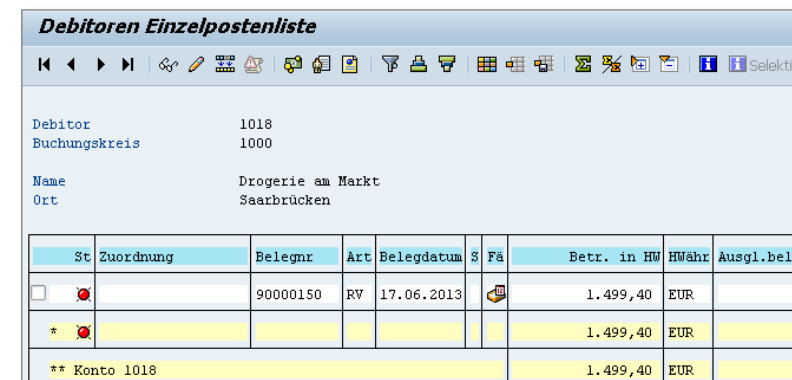 Debitoren Einzelpostenliste
Selekti
Debitor 1018
Buchungskreis 1000
Name Drogerie am Markt
Ort Saarbrücken
St Zuordnung Belegnr Art Belegdatum S Fä Betr. in HW HWähr Ausgl.bel
90000150 RV 17.06.2013 1.499,40 EUR
* 1.499,40 EUR
** Konto 1018 1.499,40 EUR